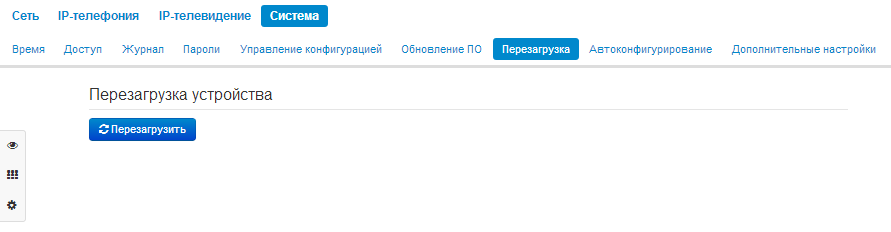 Сеть IP-телефония IP-телевидение Система
Время Доступ Журнал Пароли Управление конфигурацией Обновление ПО Перезагрузка Автоконфигурирование Дополнительные настройки
Перезагрузка устройства
Перезагрузить